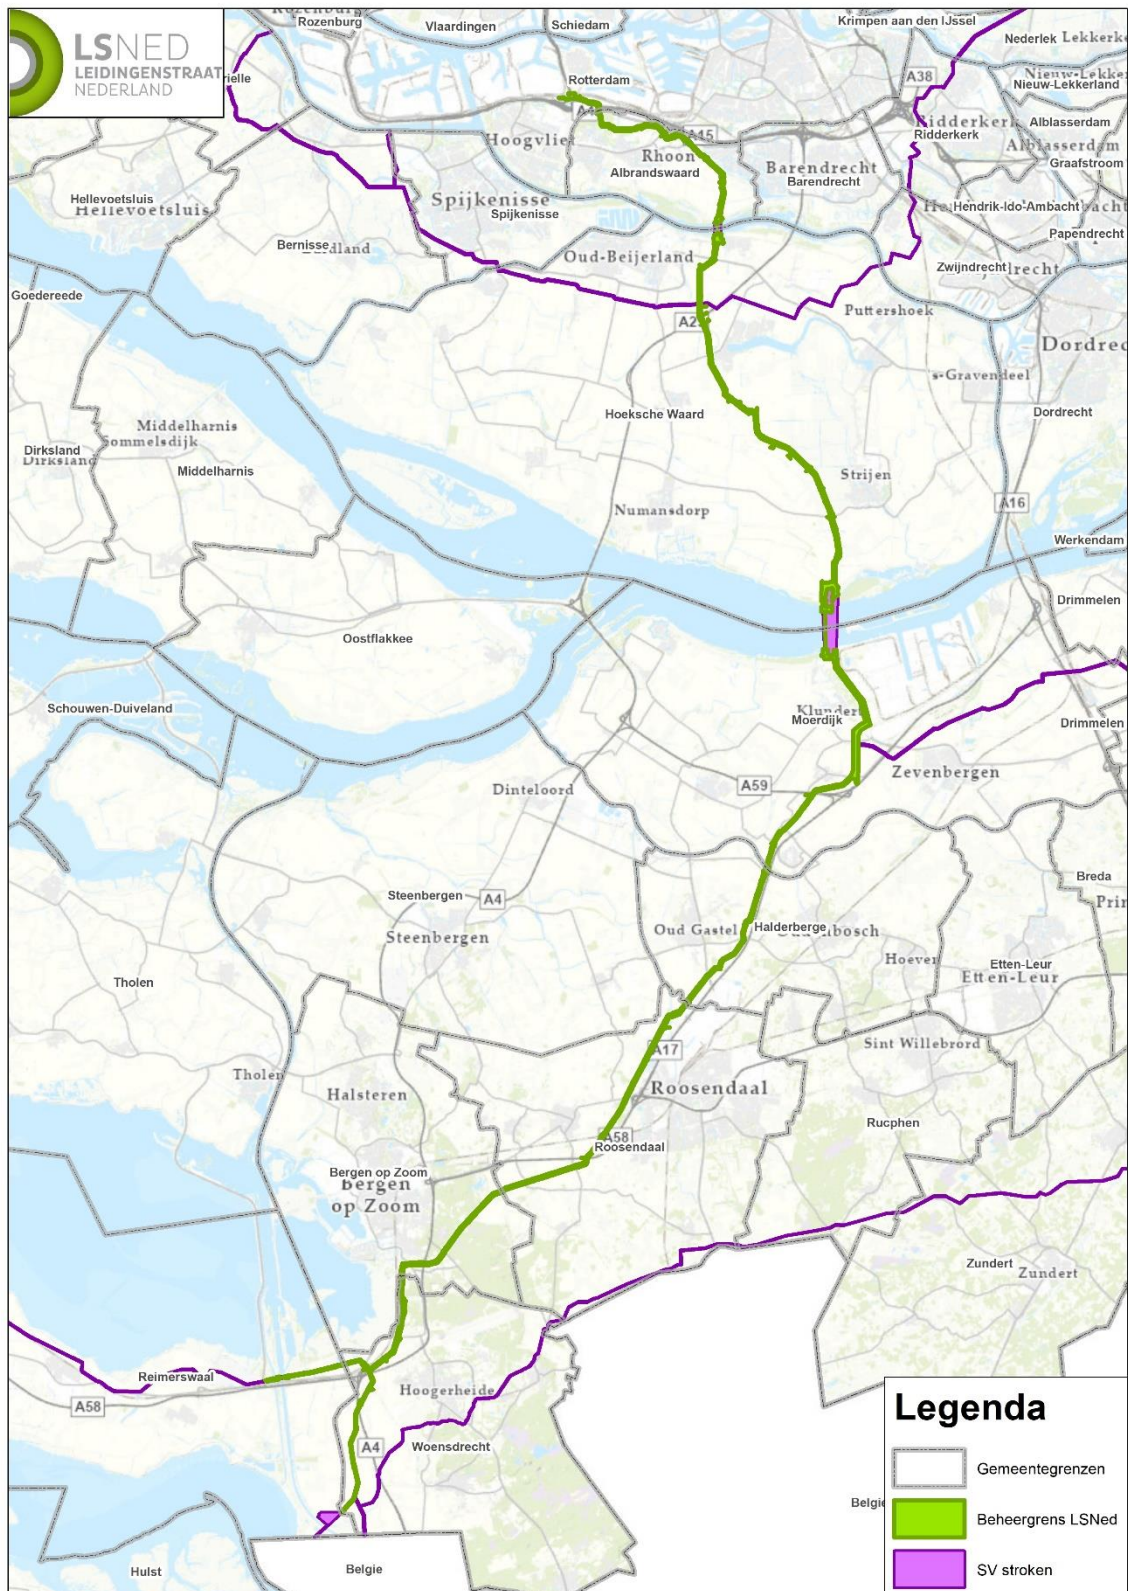 Rozenburg
Vlaardingen
Schiedam
Krimpen aan den IJssel
Nederlek
LSNED
LEIDINGENSTRAAT
NEDERLAND
Rotterdam
A38
Nieuw-Lekkerland
Hoogvliet
A15
Ridderkerk
Ridderkerk
Alblasserdam
Alblasserdam
Rhoon
Albrandswaard
Barendrecht
Barendrecht
Graafstroom
Hellevoetsluis
Hellevoetsluis
Spijkenisse
Spijkenisse
Hendrik-Ido-Ambacht
Papendrecht
Bernisse
Oud-Beijerland
Zwijndrecht
Goedereede
Puttershoek
Dordrec
s-Gravendeel
Hoeksche Waard
Dordrecht
Middelharnis
Sommelsdijk
Dirksland
Dirksland
Middelharnis
Strijen
Numansdorp
A16
Werkendam
Drimmelen
Oostflakkee
Schouwen-Duiveland
Klundert
Moerdijk
Drimmelen
Zevenbergen
Dinteloord
A59
Breda
Steenbergen
A4
Steenbergen
Oud Gastel
Halderberge
Hoeven
Etten-Leur
Etten-Leur
Tholen
A17
Sint Willebrord
Tholen
Halsteren
Roosendaal
Rucphen
A58
Roosendaal
Bergen op Zoom
Bergen
op Zoom
Zundert
Zundert
Reimerswaal
A58
Hoogerheide
A4
Woensdrecht
Hulst
Belgie
Belgie
Legenda
Gemeentegrenzen
Beheergrens LSNed
SV stroken